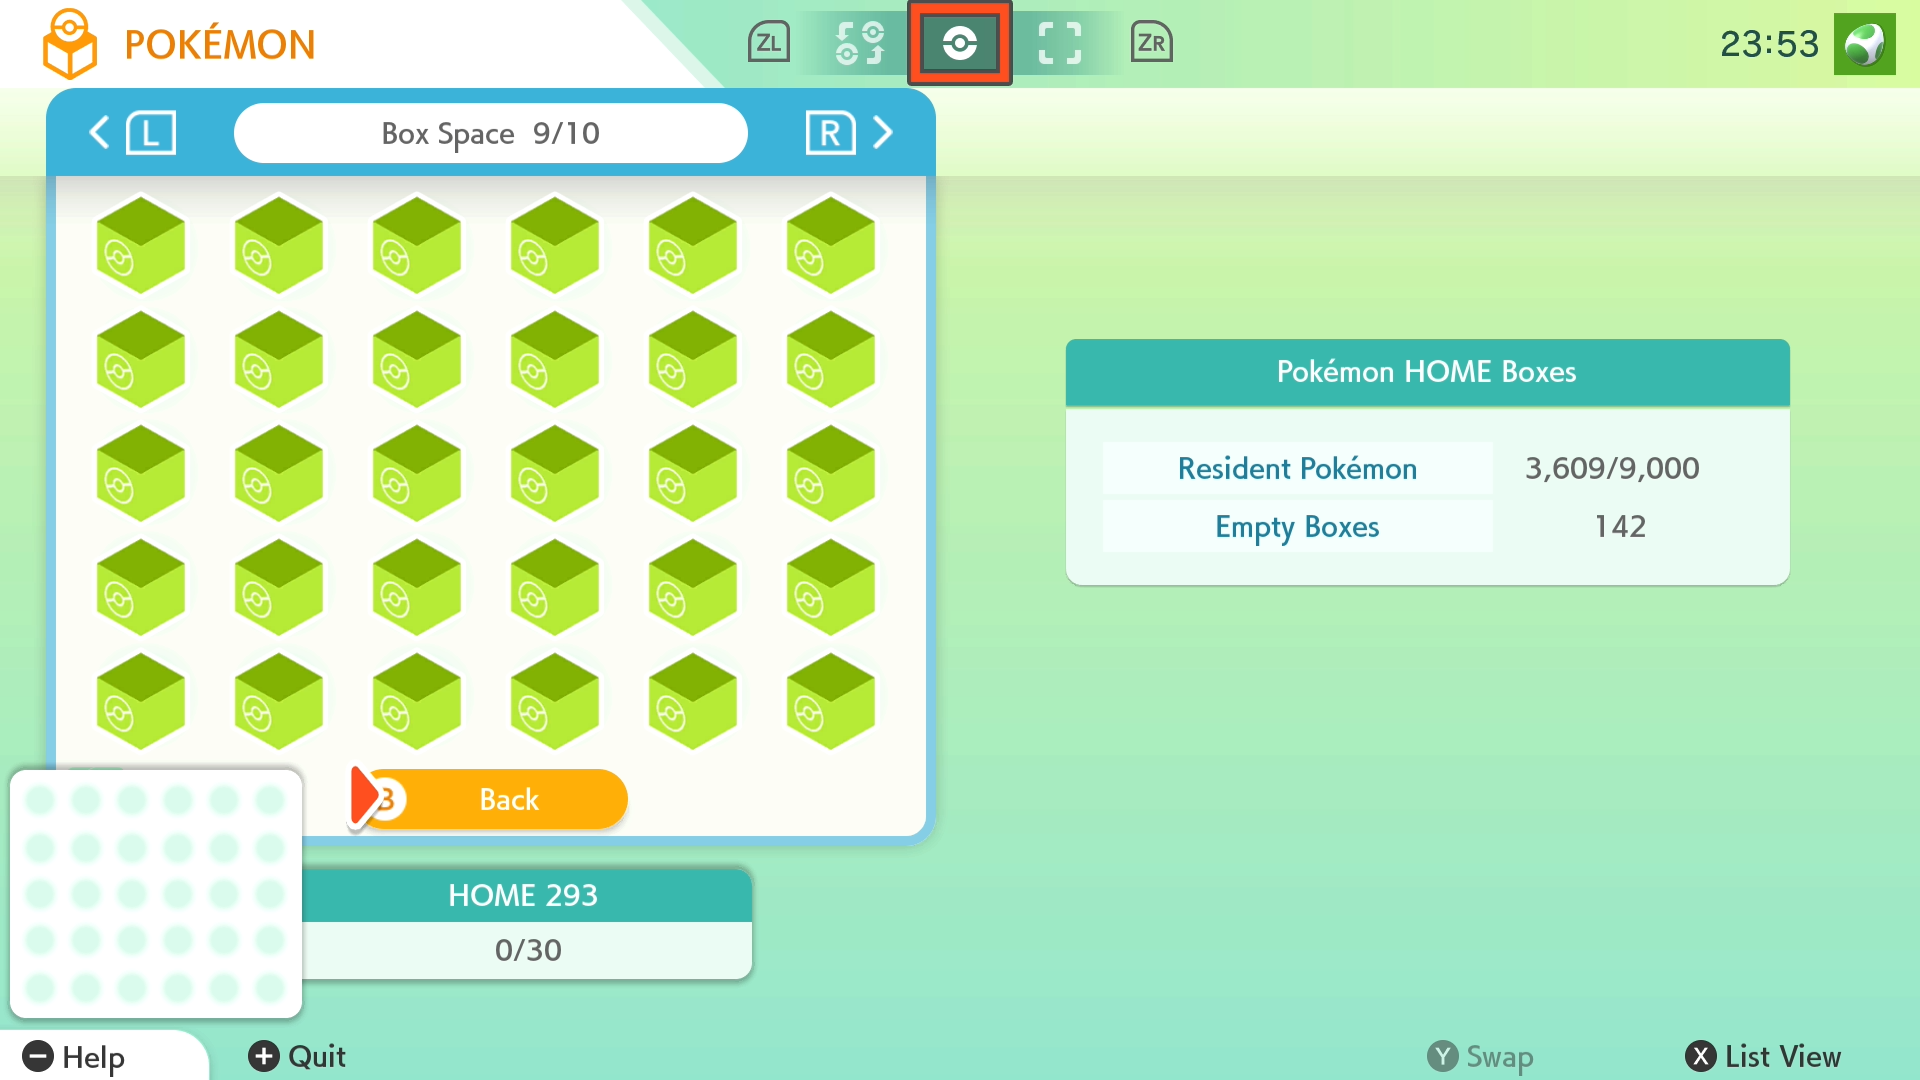 POKÉMON
ZL
ZR
23:53
L
Box Space 9/10
R
Pokémon HOME Boxes
Resident Pokémon 3,609/9,000
Empty Boxes 142
B Back
HOME 293
0/30
Help
Quit
Y Swap
X List View